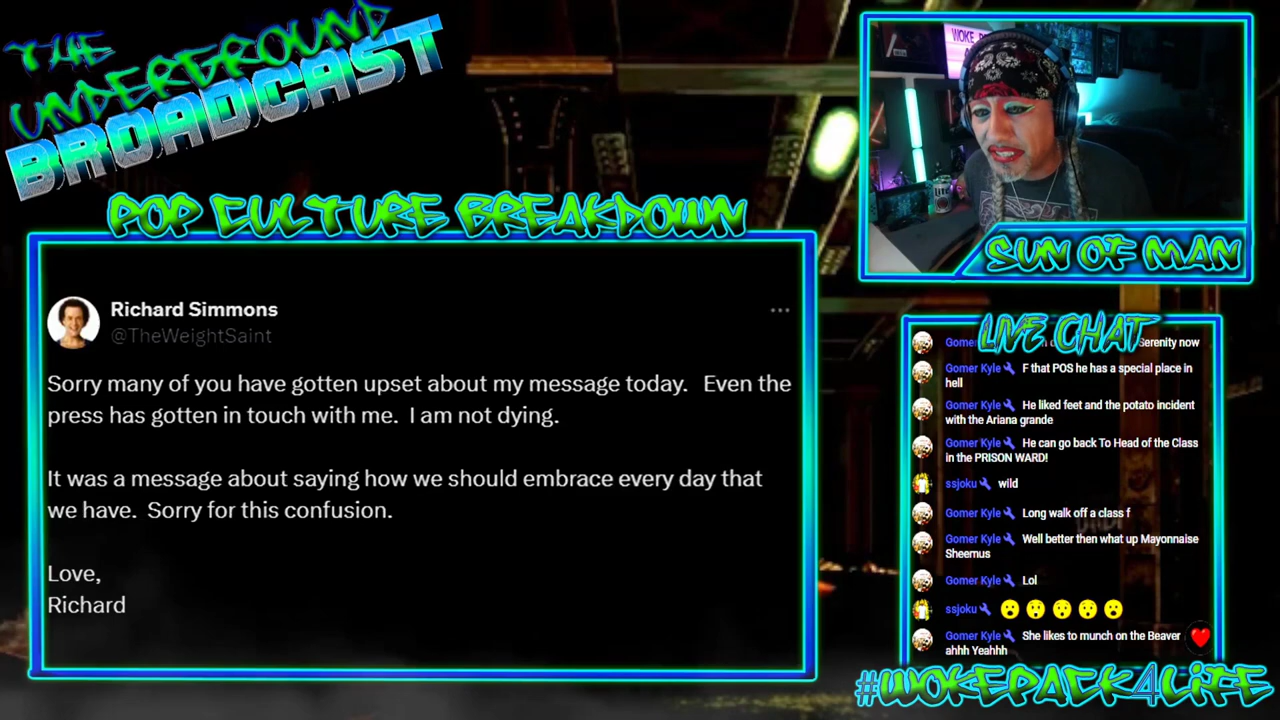 THE
UNDERGROUND
BROADCAST
POP CULTURE BREAKDOWN
Richard Simmons
@TheWeightSaint
Sorry many of you have gotten upset about my message today.   Even the
press has gotten in touch with me.  I am not dying.
It was a message about saying how we should embrace every day that
we have.  Sorry for this confusion.
Love,
Richard
WOKE
SUN OF MAN
LIVE CHAT
Gomer
Serenity now
Gomer Kyle F that POS he has a special place in
hell
Gomer Kyle He liked feet and the potato incident
with the Ariana grande
Gomer Kyle He can go back To Head of the Class
in the PRISON WARD!
ssjoku wild
Gomer Kyle Long walk off a class f
Gomer Kyle Well better then what up Mayonnaise
Sheemus
Gomer Kyle Lol
ssjoku 😮😮😮😮😮
Gomer Kyle She likes to munch on the Beaver
ahhh Yeahhh
#WOKEPACK4LIFE